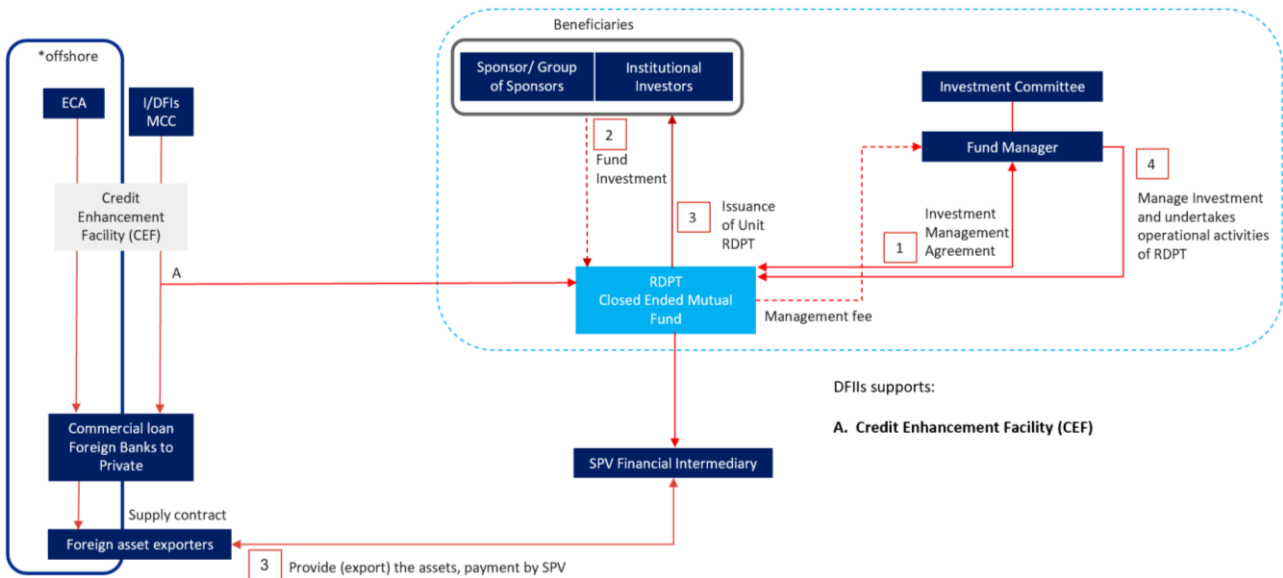 Beneficiaries
*offshore
Sponsor/ Group
of Sponsors
Institutional
Investors
ECA
I/DFIs
MCC
Investment Committee
2
Fund
Investment
Fund Manager
4
Manage Investment
and undertakes
operational activities
of RDPT
Credit
Enhancement
Facility (CEF)
3
Issuance
of Unit
RDPT
1
Investment
Management
Agreement
A
RDPT
Closed Ended Mutual
Fund
Management fee
DFIIs supports:
A. Credit Enhancement Facility (CEF)
Commercial loan
Foreign Banks to
Private
SPV Financial Intermediary
Supply contract
Foreign asset exporters
3
Provide (export) the assets, payment by SPV